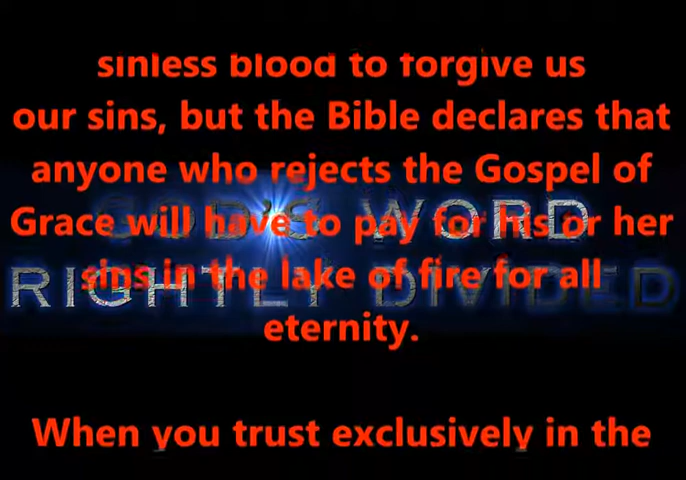 sinless blood to forgive us
our sins, but the Bible declares that
anyone who rejects the Gospel of
Grace will have to pay for his or her
sins in the lake of fire for all
eternity.
When you trust exclusively in the
GOD'S WORD
RIGHTLY DIVIDED